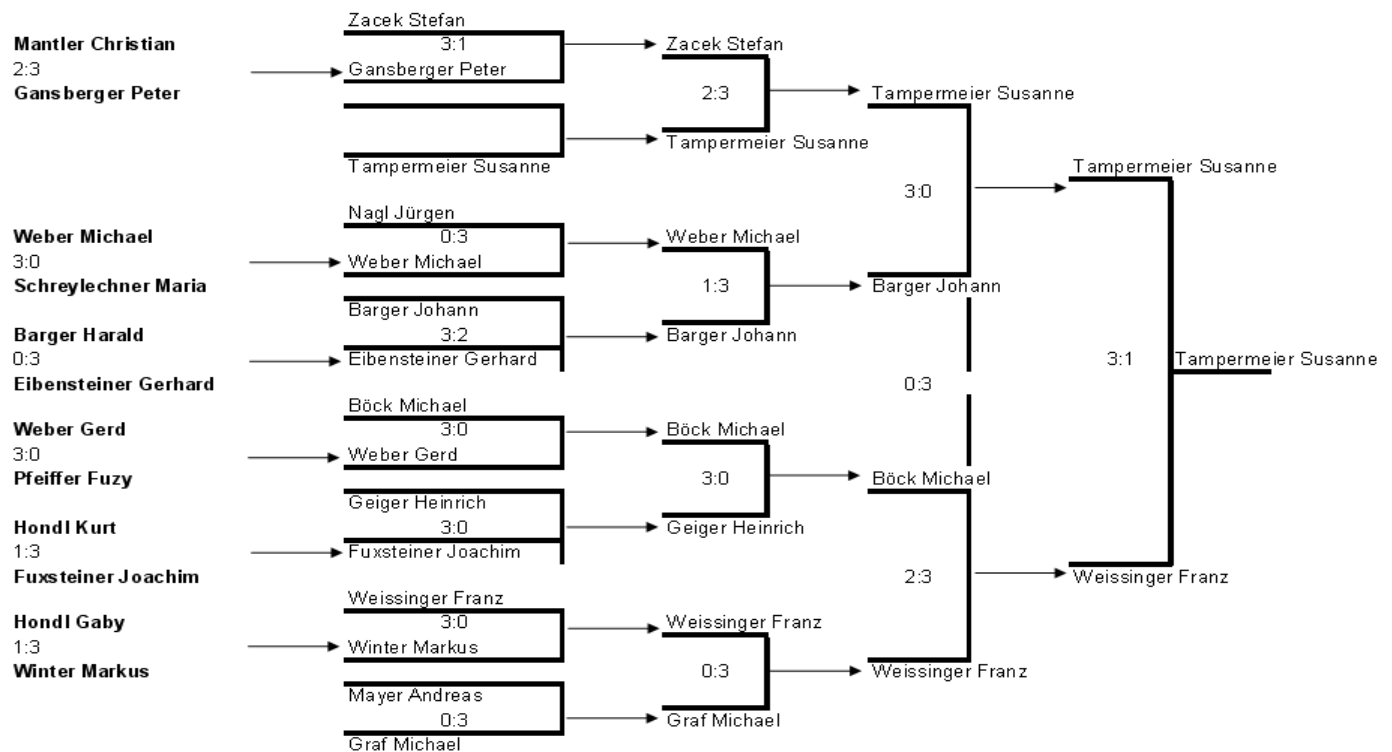 Mantler Christian
2:3
Gansberger Peter
Weber Michael
3:0
Schreylechner Maria
Barger Harald
0:3
Eibensteiner Gerhard
Weber Gerd
3:0
Pfeiffer Fuzy
Hondl Kurt
1:3
Fuxsteiner Joachim
Hondl Gaby
1:3
Winter Markus
Zacek Stefan
3:1
Gansberger Peter
Tampermeier Susanne
Nagl Jürgen
0:3
Weber Michael
Barger Johann
3:2
Eibensteiner Gerhard
Böck Michael
3:0
Weber Gerd
Geiger Heinrich
3:0
Fuxsteiner Joachim
Weissinger Franz
3:0
Winter Markus
Mayer Andreas
0:3
Graf Michael
Zacek Stefan
2:3
Tampermeier Susanne
Weber Michael
1:3
Barger Johann
Böck Michael
3:0
Geiger Heinrich
Weissinger Franz
0:3
Graf Michael
Tampermeier Susanne
3:0
Barger Johann
0:3
Böck Michael
2:3
Weissinger Franz
Tampermeier Susanne
3:1
Weissinger Franz
Tampermeier Susanne